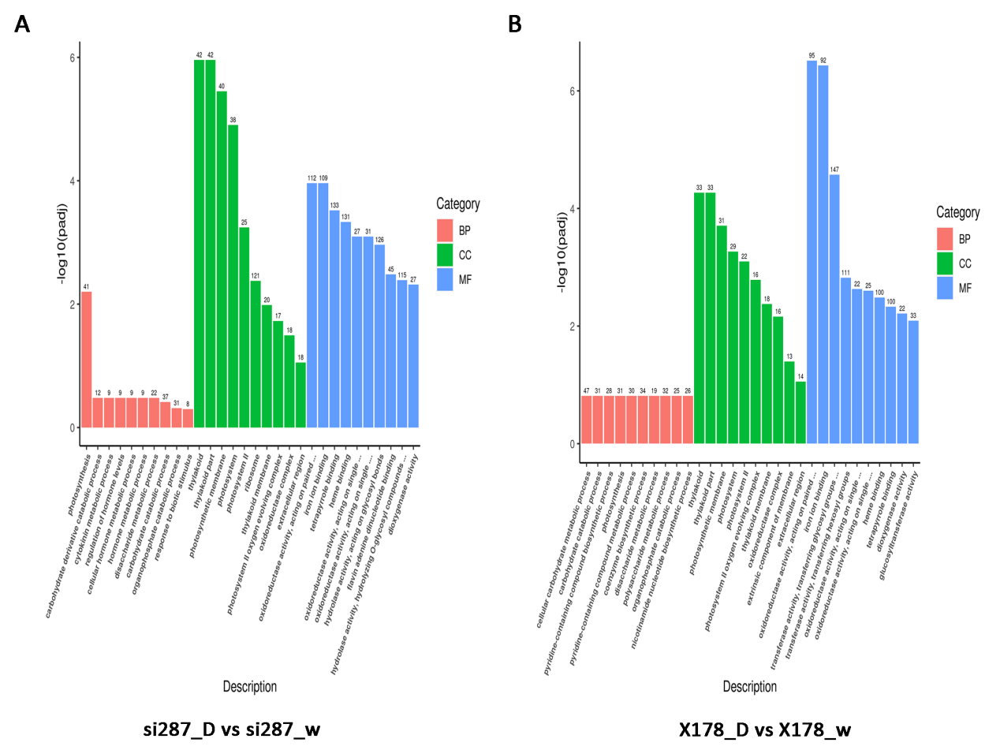 A
-log10(padj)
6
4
2
0
41
12
9
9
9
9
22
37
31
8
42
42
40
38
25
121
20
17
18
18
112
109
133
131
27
31
126
45
115
27
photosynthesis
carbohydrate derivative catabolic process
cytokinin metabolic process
regulation of hormone levels
cellular hormone metabolic process
hormone metabolic process
disaccharide metabolic process
carbohydrate catabolic process
organophosphate catabolic process
response to biotic stimulus
thylakoid
thylakoid part
photosynthetic membrane
photosystem
photosystem II
ribosome
thylakoid membrane
photosystem II oxygen evolving complex
oxidoreductase complex
extracellular region
oxidoreductase activity, acting on paired ...
iron ion binding
tetrapyrrole binding
heme binding
oxidoreductase activity, acting on single ...
oxidoreductase activity, acting on single....
hydrolase activity, acting on glycosyl bonds
flavin adenine dinucleotide binding
hydrolase activity, hydrolyzing O-glycosyl compounds ...
dioxygenase activity
Description
Category
BP
CC
MF
si287_D vs si287_w
B
-log10(padj)
6
4
2
0
47
31
28
31
30
34
19
32
25
26
33
33
31
29
22
16
18
16
13
14
95
92
147
111
22
25
100
100
22
33
cellular carbohydrate metabolic process
carbohydrate catabolic process
pyridine-containing compound biosynthetic process
photosynthesis
pyridine-containing compound metabolic process
coenzyme biosynthetic process
disaccharide metabolic process
polysaccharide metabolic process
organophosphate catabolic process
nicotinamide nucleotide biosynthetic process
thylakoid
thylakoid part
photosynthetic membrane
photosystem
photosystem II
photosystem II oxygen evolving complex
thylakoid membrane
oxidoreductase complex
extrinsic component of membrane
extracellular region
oxidoreductase activity, acting on paired ...
iron ion binding
transferase activity, transferring glycosyl groups ...
transferase activity, transferring hexosyl groups
oxidoreductase activity, acting on single ...
oxidoreductase activity, acting on single ....
heme binding
tetrapyrrole binding
dioxygenase activity
glucosyltransferase activity
Description
Category
BP
CC
MF
X178_D vs X178_w